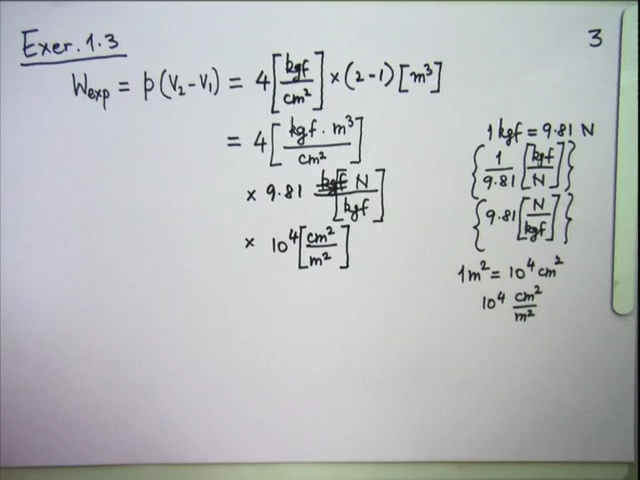 Exer. 1.3
3
Wexp = p(V₂-V₁) = 4 [kgf/cm²] × (2-1) [m³]
= 4 [kgf · m³/cm²]
× 9.81 [N/kgf]
× 10⁴ [cm²/m²]
1 kgf = 9.81 N
{1/9.81 [kgf/N]}
{9.81 [N/kgf]}
1 m² = 10⁴ cm²
10⁴ cm²/m²